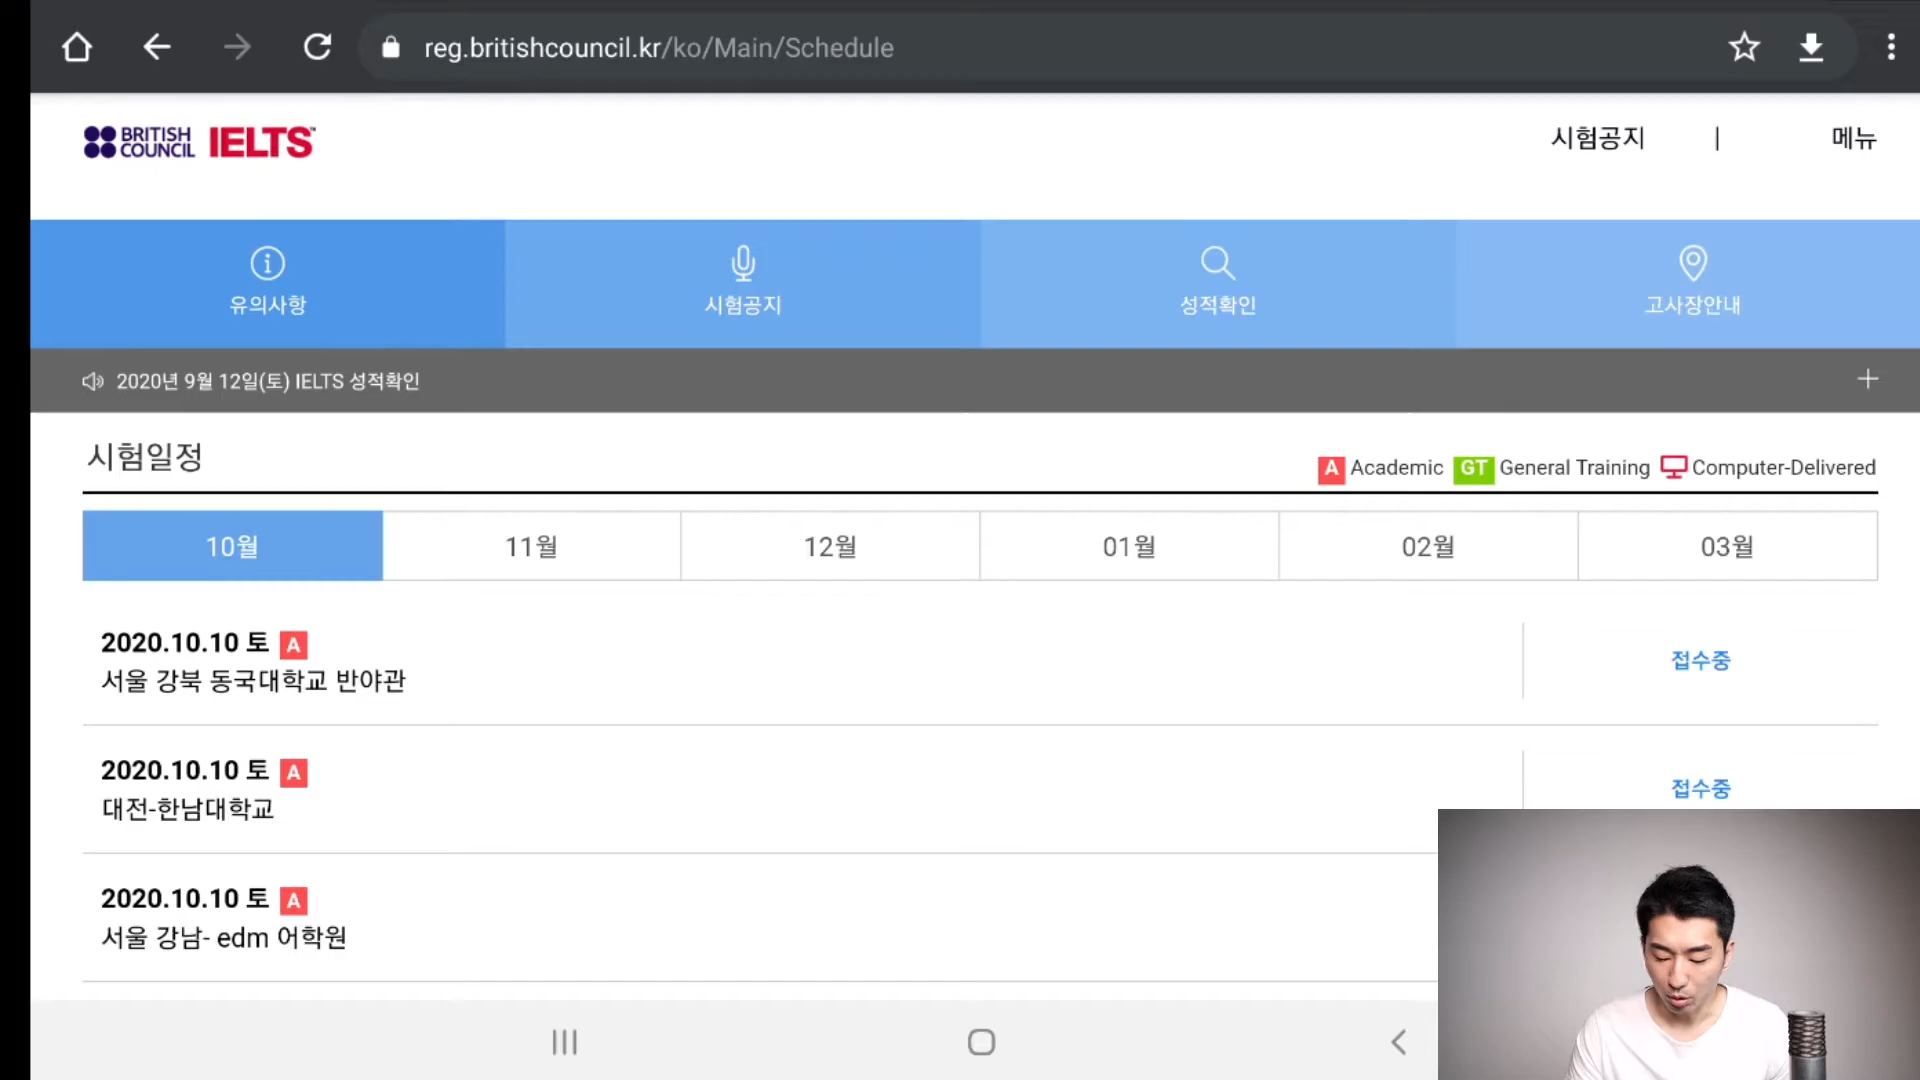 reg.britishcouncil.kr/ko/Main/Schedule
BRITISH COUNCIL IELTS™
시험공지 | 메뉴
유의사항 시험공지 성적확인 고사장안내
2020년 9월 12일(토) IELTS 성적확인
시험일정
A Academic GT General Training Computer-Delivered
10월 11월 12월 01월 02월 03월
2020.10.10 토 A
서울 강북 동국대학교 반야관
접수중
2020.10.10 토 A
대전-한남대학교
접수중
2020.10.10 토 A
서울 강남- edm 어학원